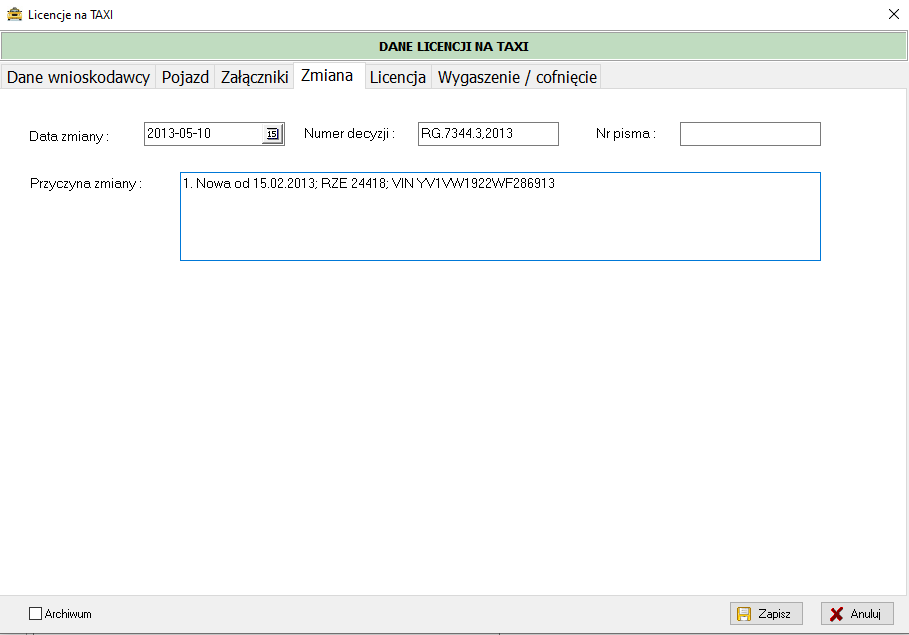 Licencje na TAXI
DANE LICENCJI NA TAXI
Dane wnioskodawcy Pojazd Załączniki Zmiana Licencja Wygaszenie / cofnięcie
Data zmiany : 2013-05-10 15 Numer decyzji : RG.7344.3,2013 Nr pisma :
Przyczyna zmiany : 1. Nowa od 15.02.2013; RZE 24418; VIN YV1VW1922WF286913
Archiwum Zapisz Anuluj